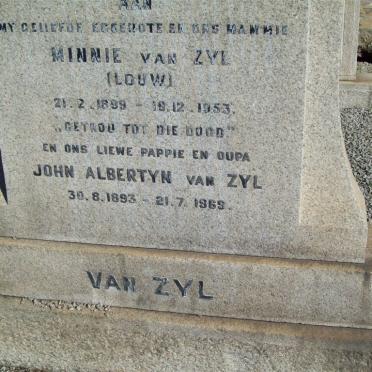 AAN
MY GELIEFDE EGGENOTE EN ONS MAMMIE
MINNIE VAN ZYL
(LOUW)
21.2.1899 - 19.12.1953.
„GETROU TOT DIE DOOD"
EN ONS LIEWE PAPPIE EN OUPA
JOHN ALBERTYN VAN ZYL
30.8.1893 - 21.7.1969.
VAN ZYL